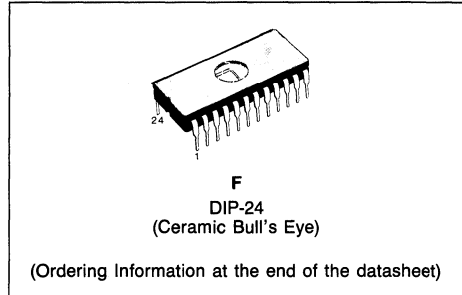 24
1
F
DIP-24
(Ceramic Bull's Eye)
(Ordering Information at the end of the datasheet)